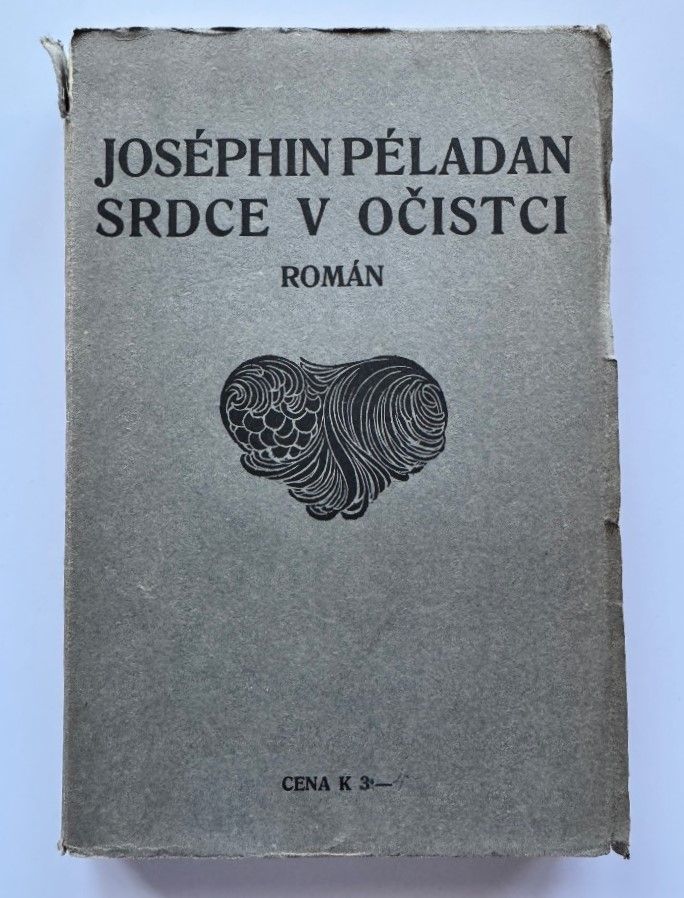 JOSÉPHIN PÉLADAN
SRDCE V OČISTCI
ROMÁN
CENA K 3·—